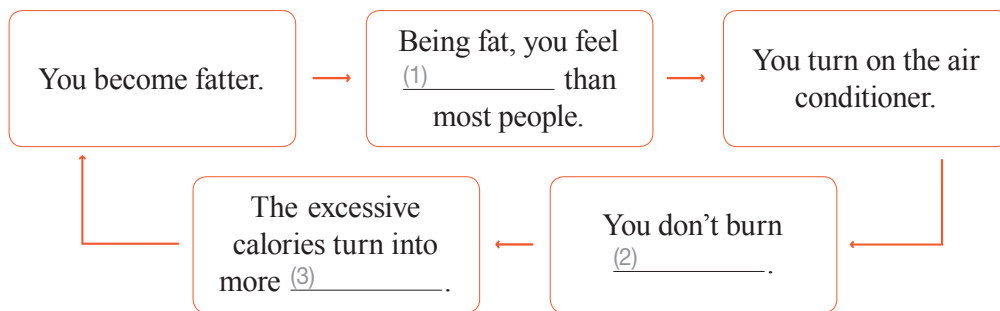 You become fatter.
Being fat, you feel
(1) than
most people.
You turn on the air
conditioner.
You don't burn
(2) .
The excessive
calories turn into
more (3) .